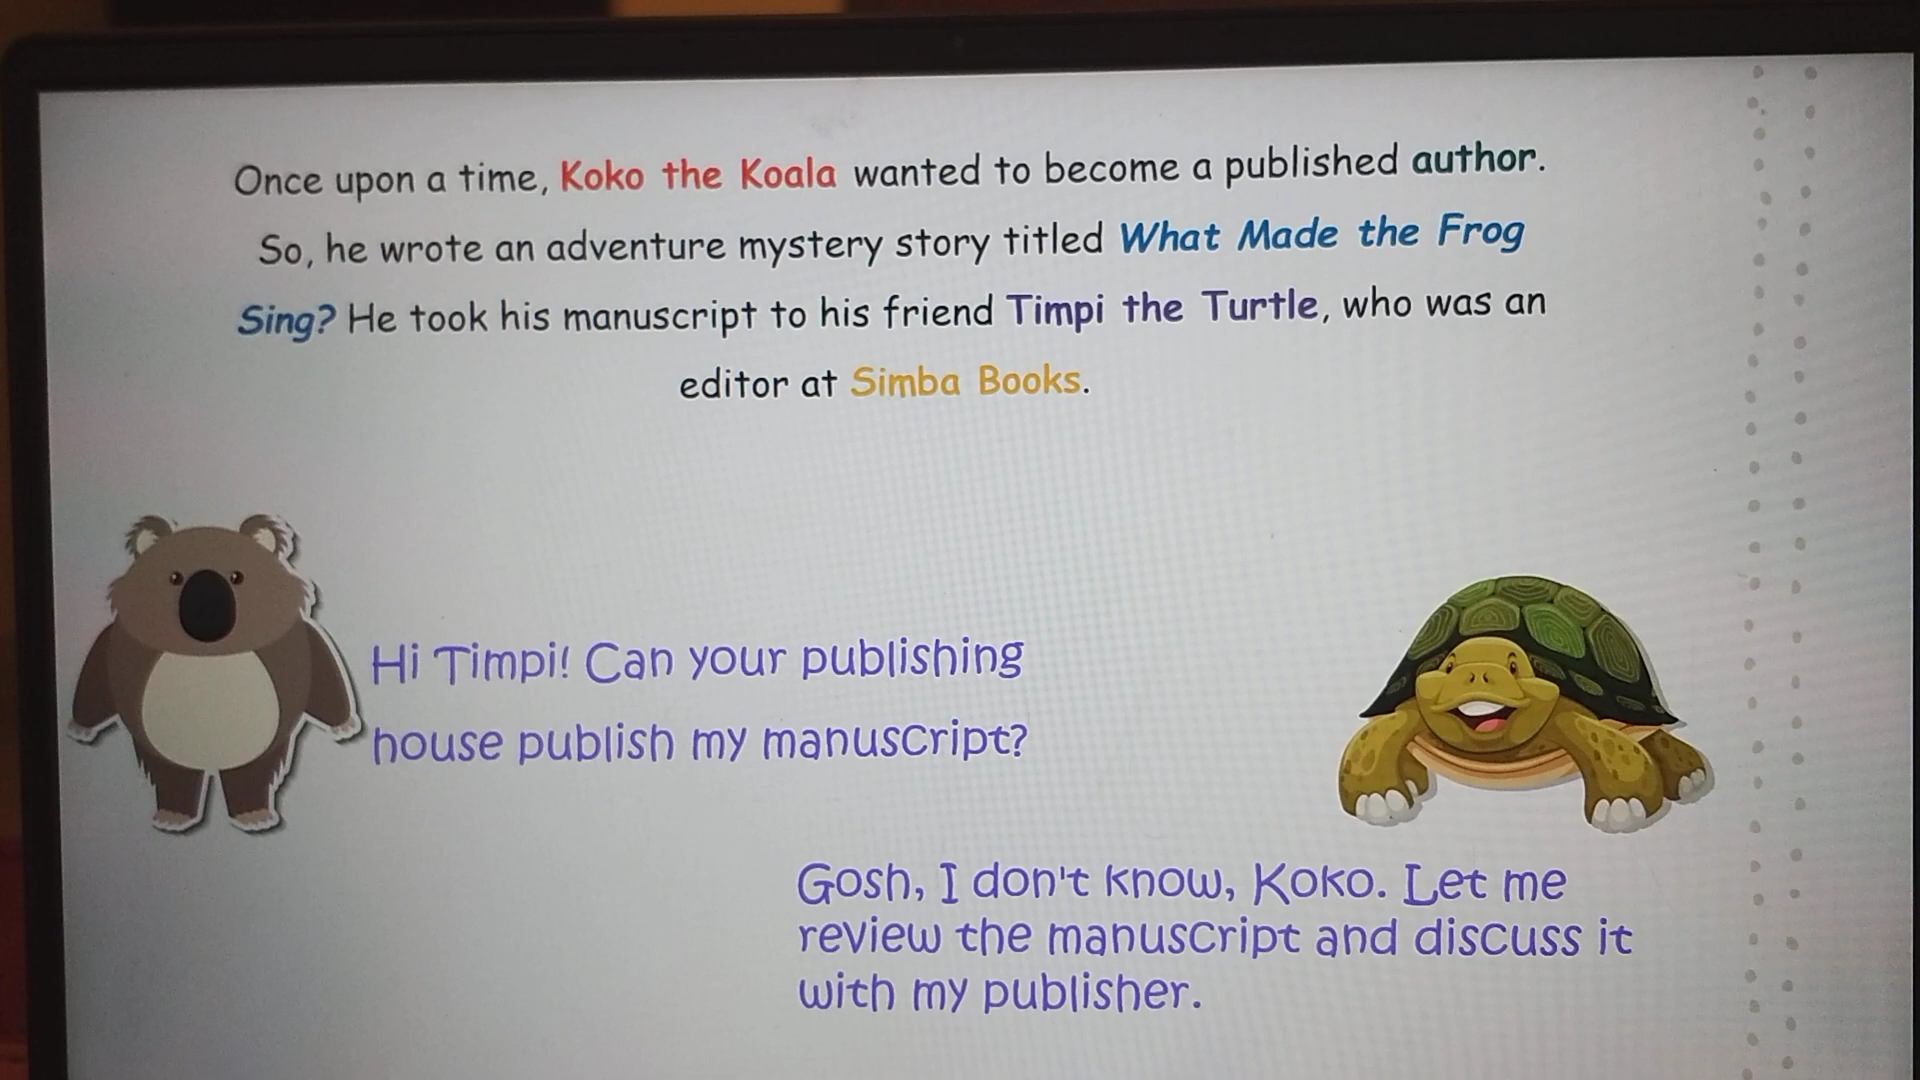 Once upon a time, Koko the Koala wanted to become a published author.
So, he wrote an adventure mystery story titled What Made the Frog
Sing? He took his manuscript to his friend Timpi the Turtle, who was an
editor at Simba Books.
Hi Timpi! Can your publishing
house publish my manuscript?
Gosh, I don't know, Koko. Let me
review the manuscript and discuss it
with my publisher.